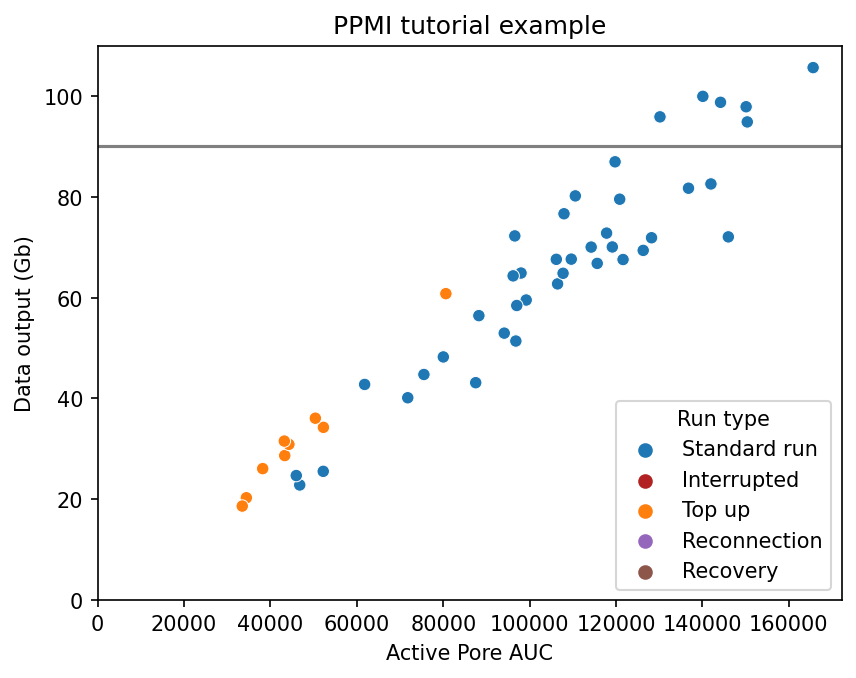 PPMI tutorial example
Data output (Gb)
100
80
60
40
20
0
Run type
Standard run
Interrupted
Top up
Reconnection
Recovery
0 20000 40000 60000 80000 100000 120000 140000 160000
Active Pore AUC